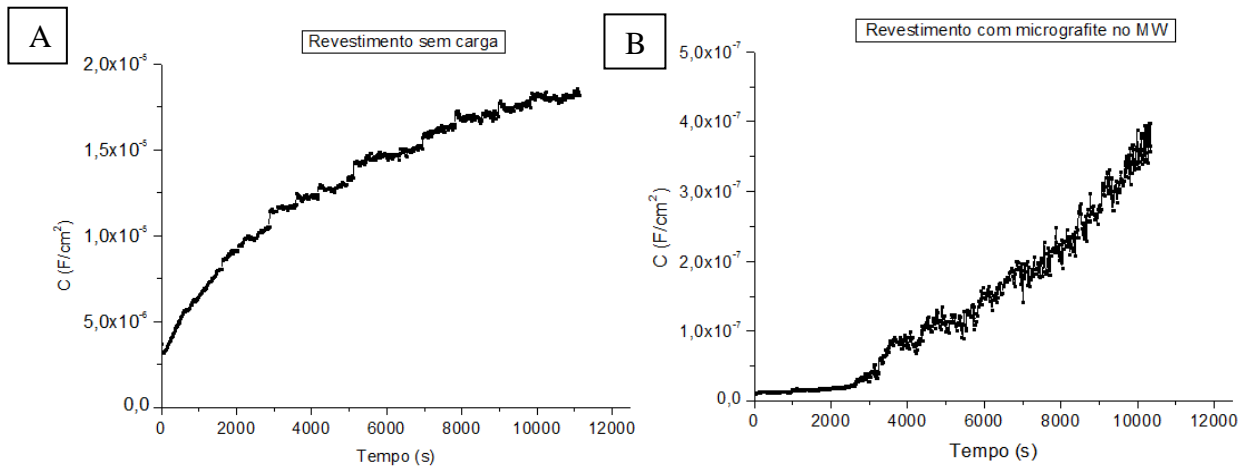 A
Revestimento sem carga
2,0x10⁻⁵
1,5x10⁻⁵
1,0x10⁻⁵
5,0x10⁻⁶
0,0
C (F/cm²)
0 2000 4000 6000 8000 10000 12000
Tempo (s)
B
Revestimento com micrografite no MW
5,0x10⁻⁷
4,0x10⁻⁷
3,0x10⁻⁷
2,0x10⁻⁷
1,0x10⁻⁷
0,0
C (F/cm²)
0 2000 4000 6000 8000 10000 12000
Tempo (s)